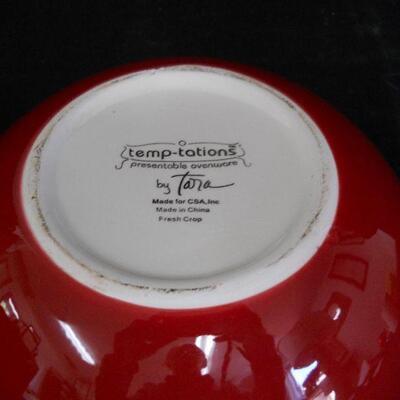 temp-tations®
presentable ovenware
by Tara
Made for CSA, Inc
Made in China
Fresh Crop